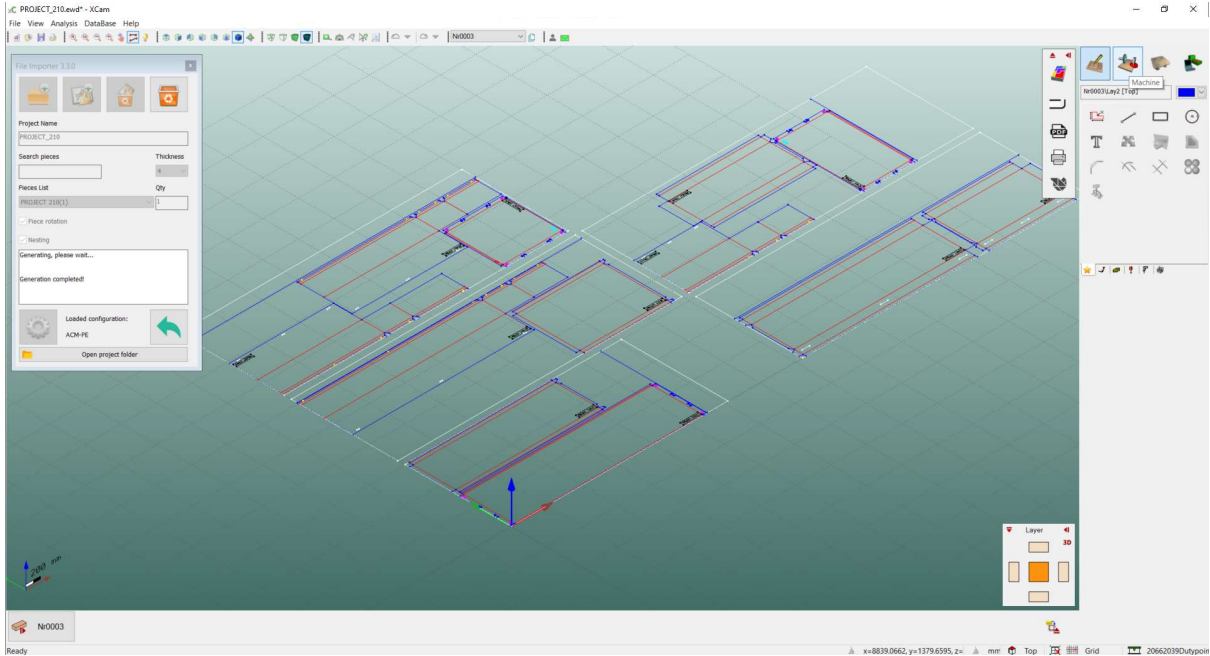 PROJECT_210.ewd* - XCam
File View Analysis DataBase Help
Nr0003
File Importer 3.3.0
Project Name
PROJECT_210
Search pieces
Thickness
4
Pieces List
Qty
PROJECT 210(1)
1
Piece rotation
Nesting
Generating, please wait...
Generation completed!
Loaded configuration:
ACM-PE
Open project folder
PDF
Machine
Nr0003\Lay2 [Top]
T
Layer
3D
200 mm
Nr0003
Ready
x=8839.0662, y=1379.6595, z=
mm
Top
Grid
20662039Dutypoin